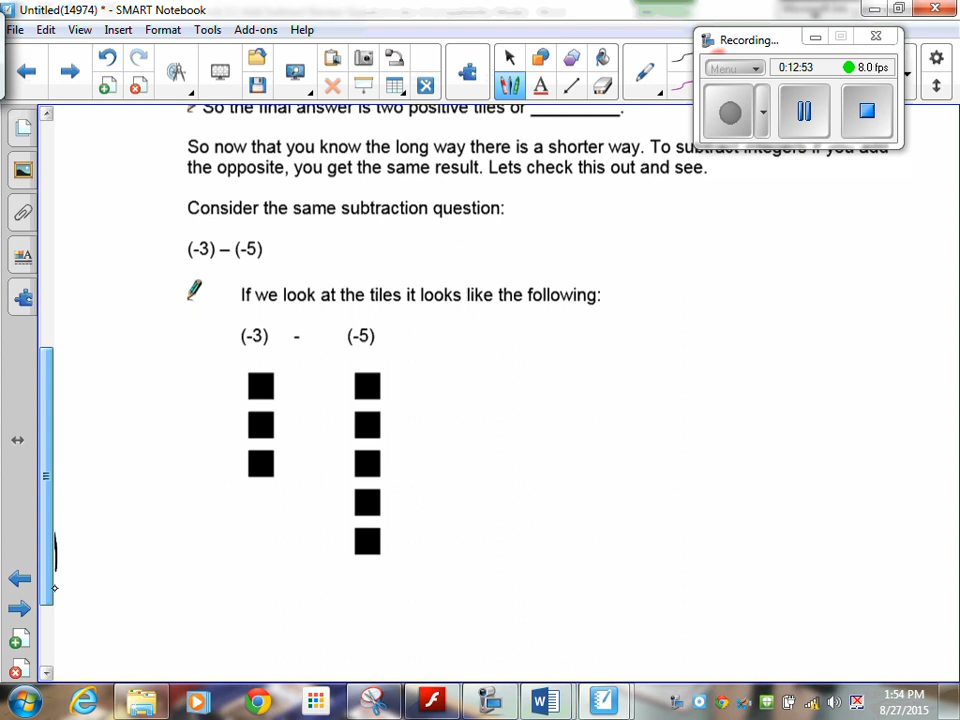 Untitled(14974) * - SMART Notebook
File Edit View Insert Format Tools Add-ons Help
Recording...
Menu 0:12:53 8.0 fps
So the final answer is two positive tiles or _________.
So now that you know the long way there is a shorter way. To subtract integers if you add
the opposite, you get the same result. Lets check this out and see.
Consider the same subtraction question:
(-3) – (-5)
If we look at the tiles it looks like the following:
(-3) - (-5)
1:54 PM
8/27/2015